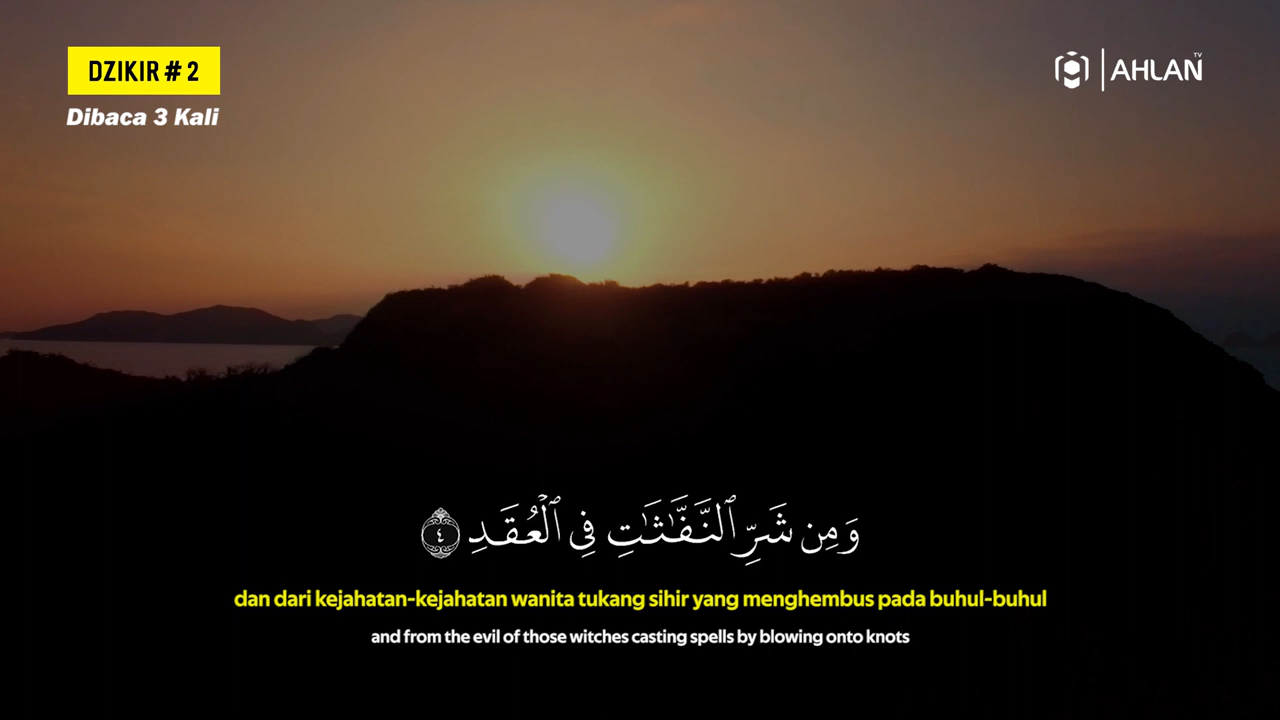 DZIKIR # 2
Dibaca 3 Kali
AHLAN TV
وَمِن شَرِّ ٱلنَّفَّـٰثَـٰتِ فِى ٱلْعُقَدِ ٤
dan dari kejahatan-kejahatan wanita tukang sihir yang menghembus pada buhul-buhul
and from the evil of those witches casting spells by blowing onto knots